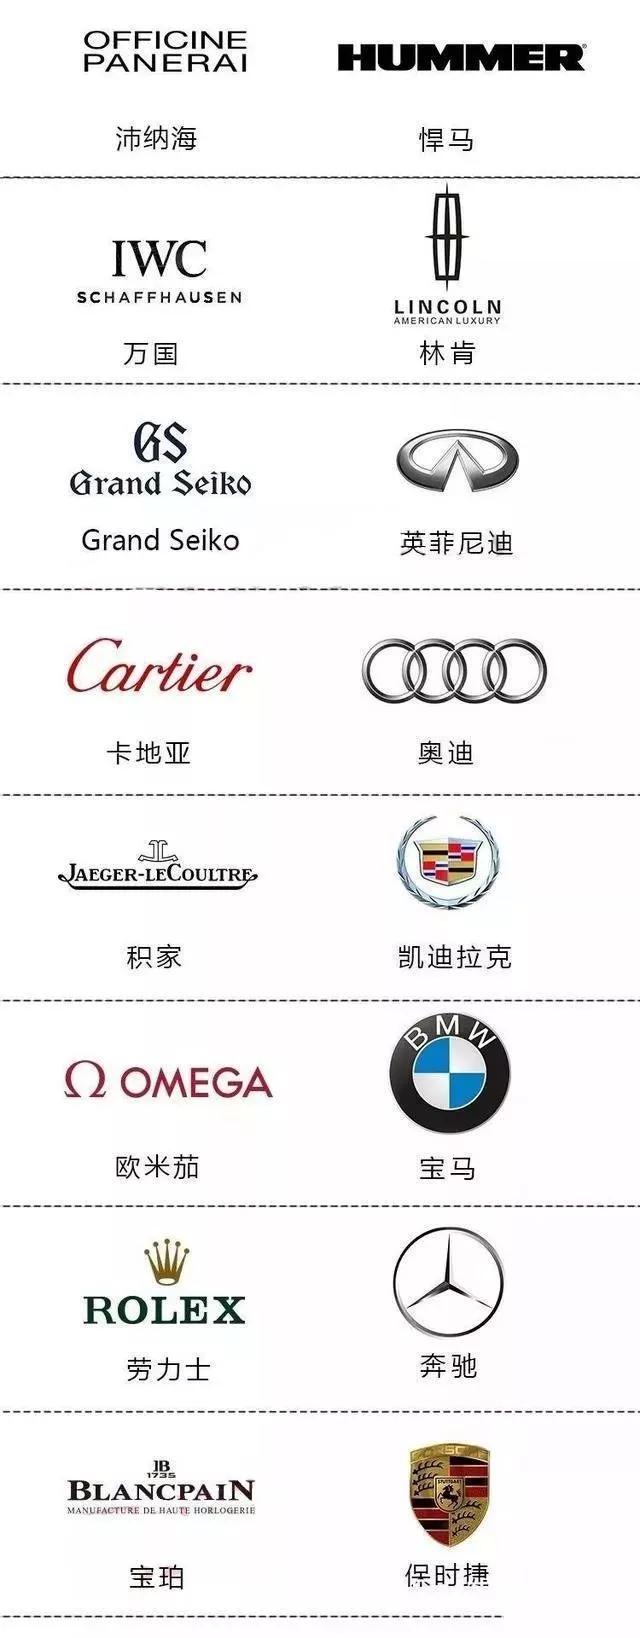 OFFICINE
PANERAI
HUMMER
沛纳海
悍马
IWC
SCHAFFHAUSEN
LINCOLN
AMERICAN LUXURY
万国
林肯
GS
Grand Seiko
Grand Seiko
英菲尼迪
Cartier
卡地亚
奥迪
JAEGER-LECOULTRE
积家
凯迪拉克
Ω OMEGA
BMW
欧米茄
宝马
ROLEX
劳力士
奔驰
JB
1735
BLANCPAIN
MANUFACTURE DE HAUTE HORLOGERIE
PORSCHE
STUTTGART
宝珀
保时捷